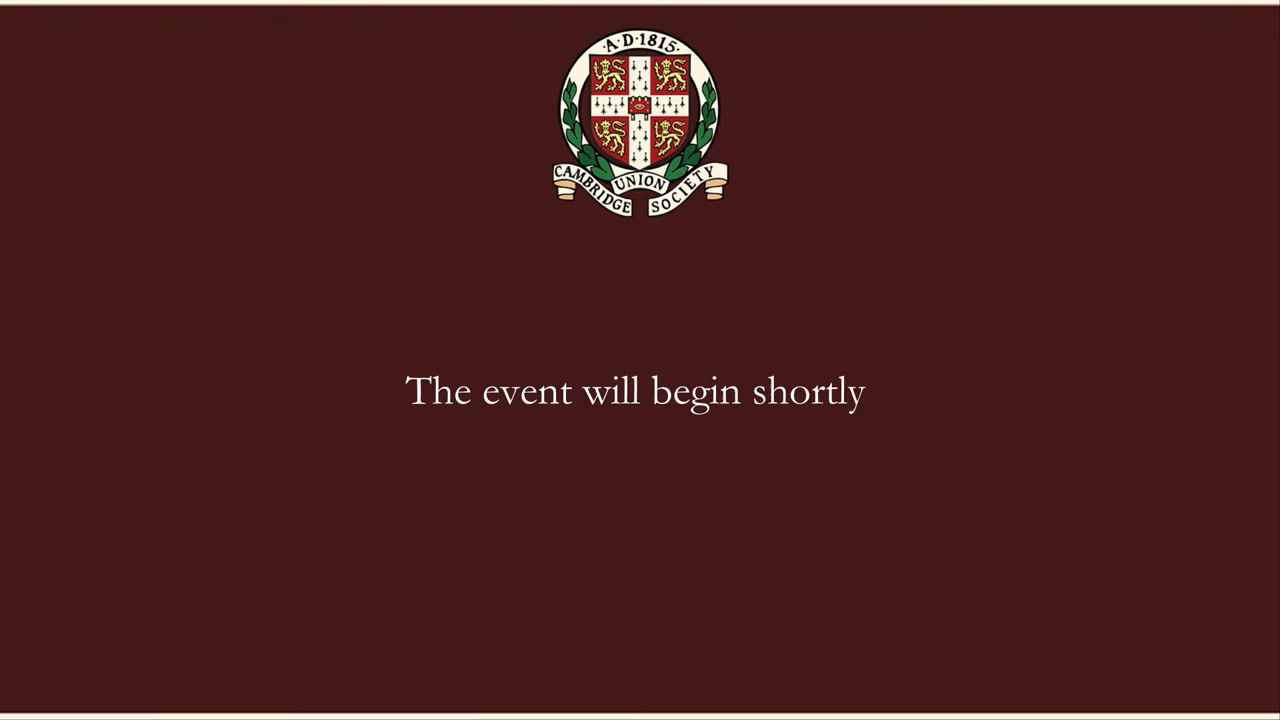 ·A·D·1815·
CAMBRIDGE UNION SOCIETY
The event will begin shortly